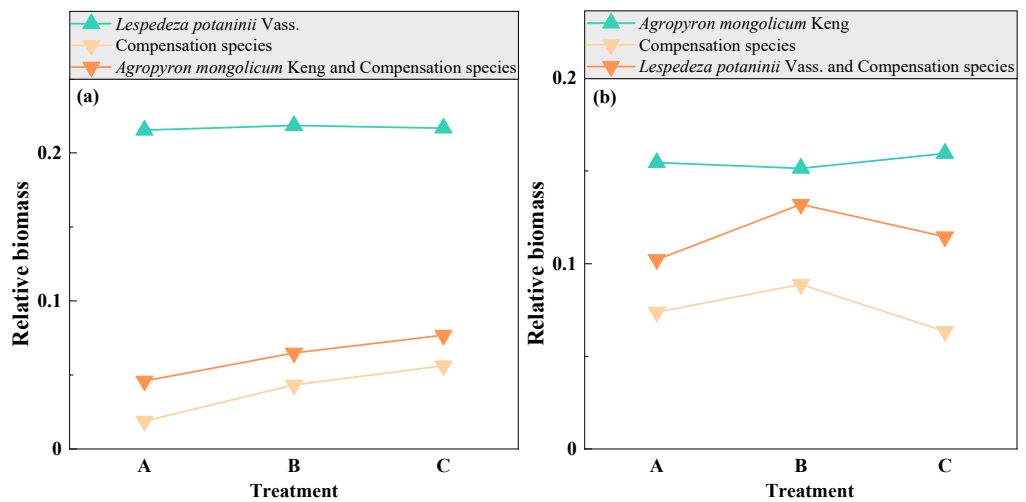 Lespedeza potaninii Vass.
Compensation species
Agropyron mongolicum Keng and Compensation species
(a)
0.2
0.1
0
Relative biomass
A B C
Treatment
Agropyron mongolicum Keng
Compensation species
Lespedeza potaninii Vass. and Compensation species
(b)
0.2
0.1
0
Relative biomass
A B C
Treatment